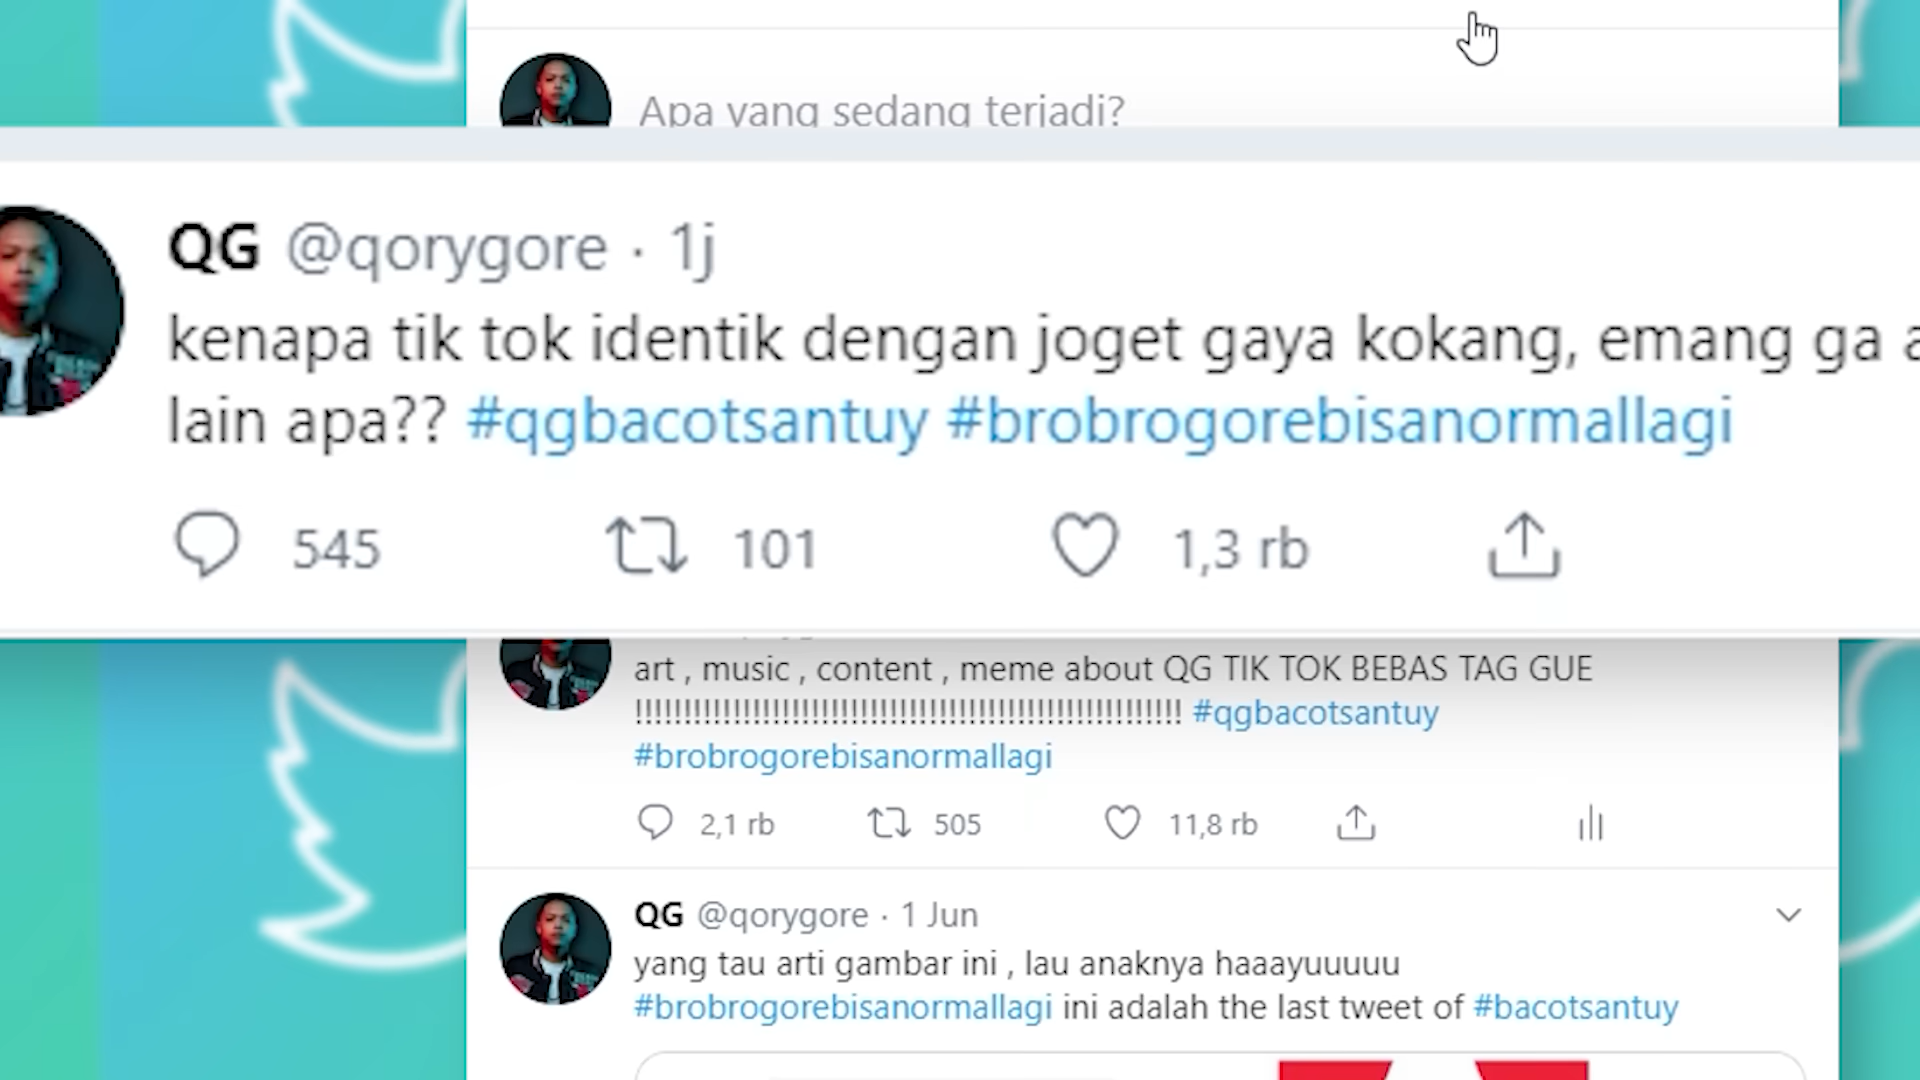 Apa yang sedang terjadi?
QG @qorygore · 1j
kenapa tik tok identik dengan joget gaya kokang, emang ga
lain apa?? #qgbacotsantuy #brobrogorebisanormallagi
545 101 1,3 rb
art , music , content , meme about QG TIK TOK BEBAS TAG GUE
!!!!!!!!!!!!!!!!!!!!!!!!!!!!!!!!!!!!!!!!!!!!!!!!!!!!!!! #qgbacotsantuy
#brobrogorebisanormallagi
2,1 rb 505 11,8 rb
QG @qorygore · 1 Jun
yang tau arti gambar ini , lau anaknya haaayuuuuu
#brobrogorebisanormallagi ini adalah the last tweet of #bacotsantuy